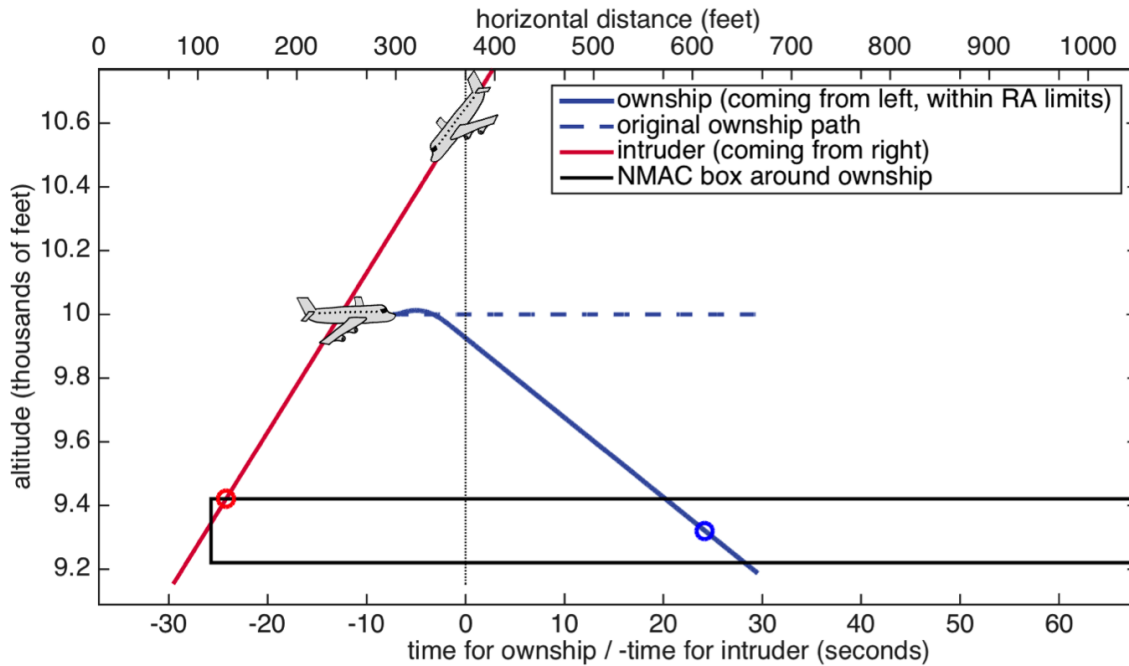 horizontal distance (feet)
0 100 200 300 400 500 600 700 800 900 1000
ownship (coming from left, within RA limits)
original ownship path
intruder (coming from right)
NMAC box around ownship
altitude (thousands of feet)
10.6
10.4
10.2
10
9.8
9.6
9.4
9.2
-30 -20 -10 0 10 20 30 40 50 60
time for ownship / -time for intruder (seconds)